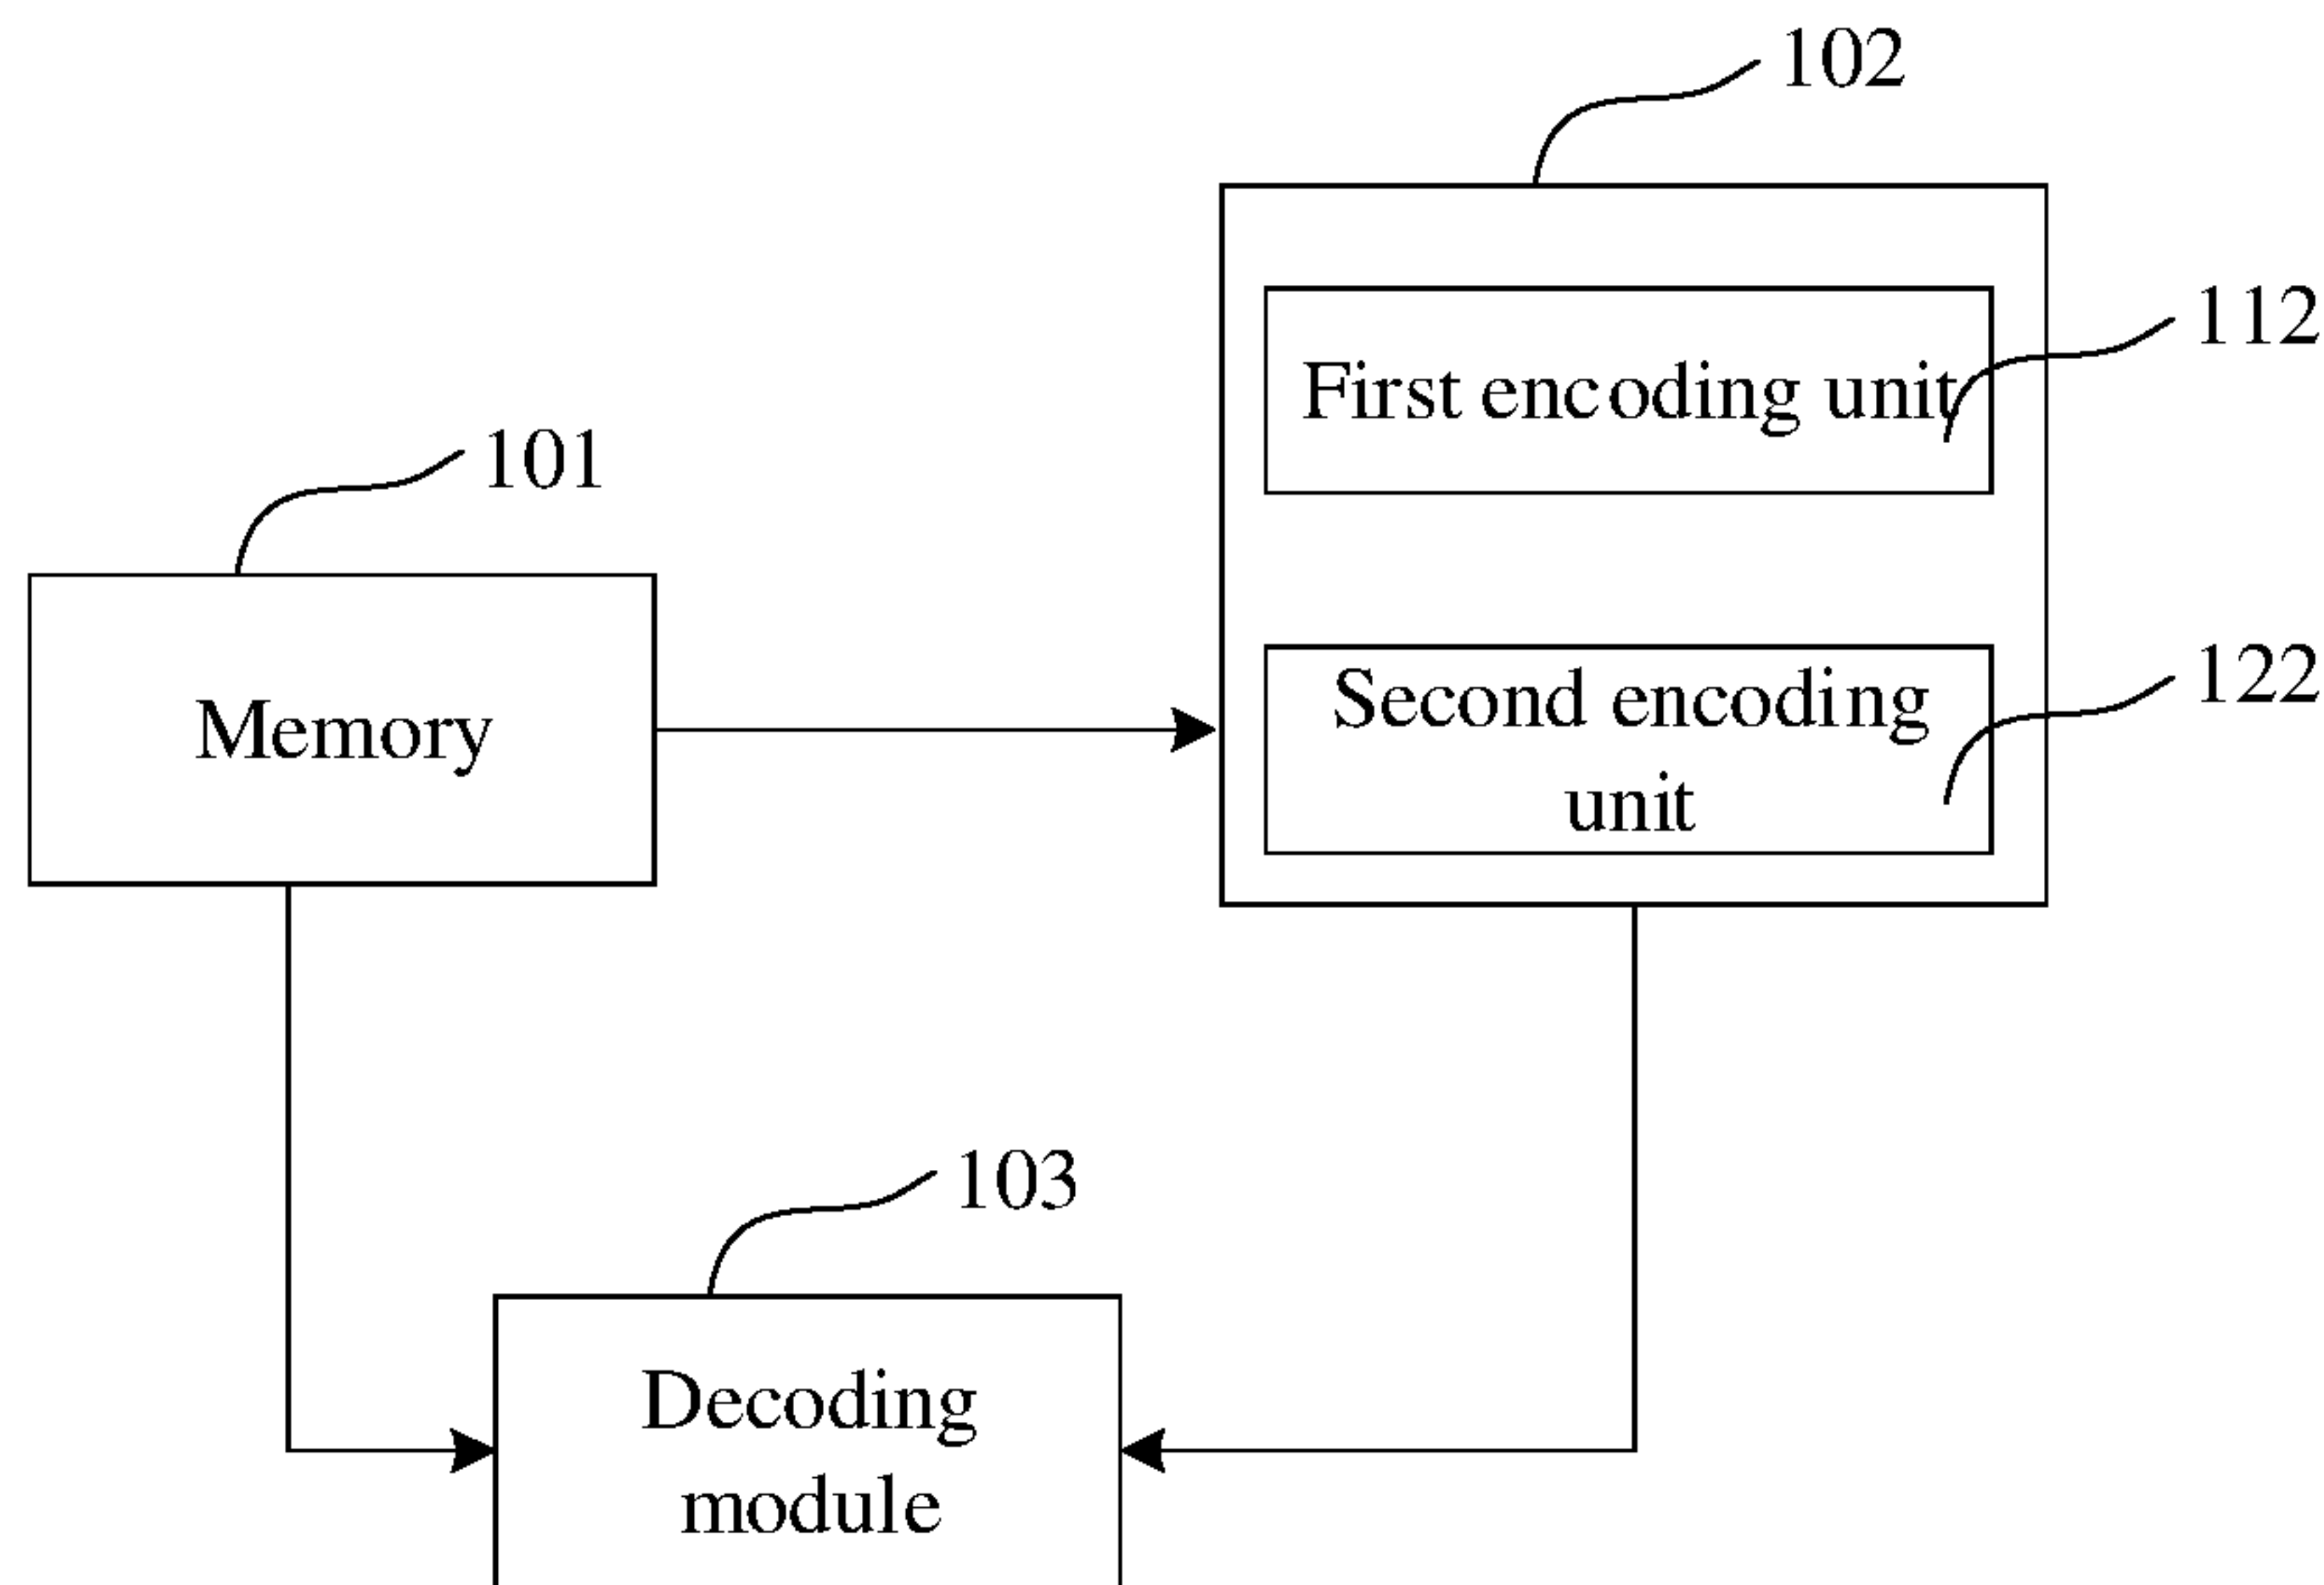 102
First encoding unit
112
101
Second encoding
unit
122
Memory
103
Decoding
module